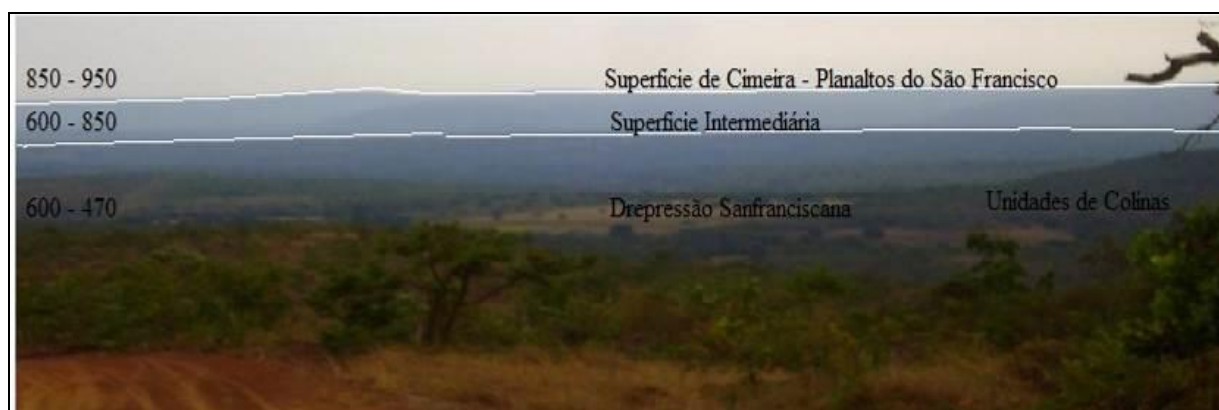 850 - 950 Superficie de Cimeira - Planaltos do São Francisco
600 - 850 Superficie Intermediária
600 - 470 Drepressão Sanfranciscana Unidades de Colinas